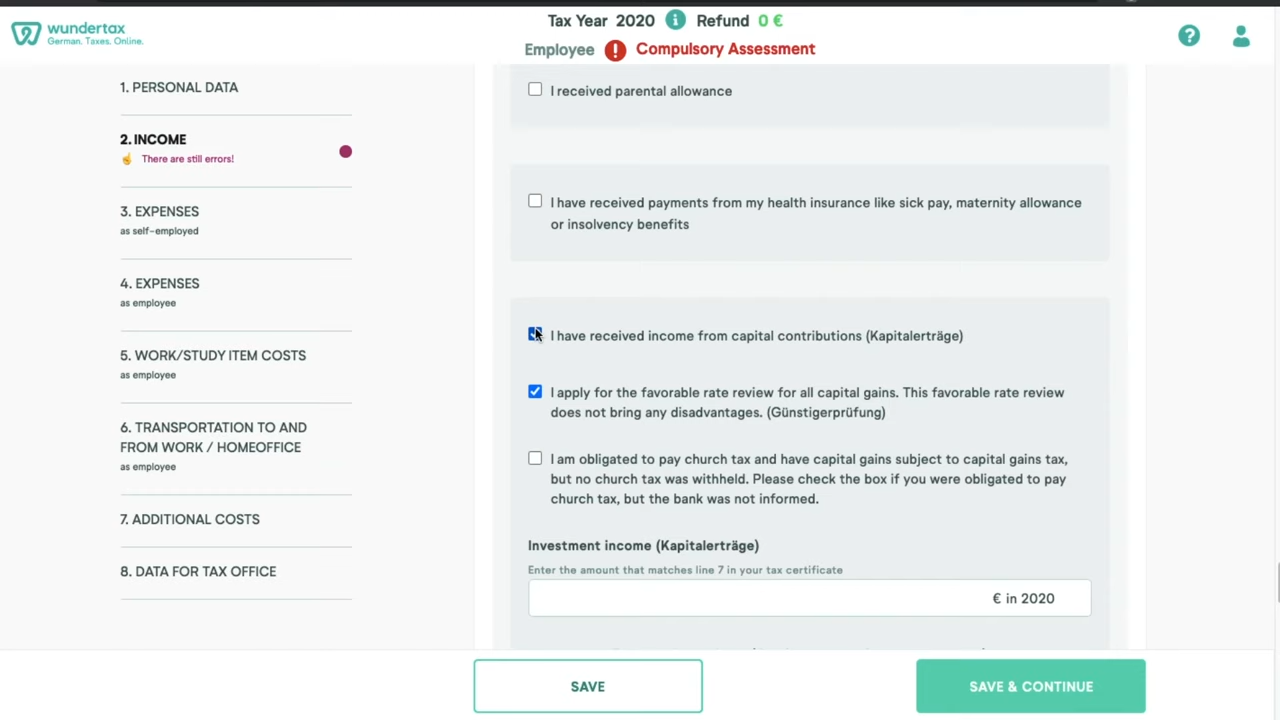 wundertax
German. Taxes. Online.
Tax Year 2020 i Refund 0 €
Employee ! Compulsory Assessment
?
1. PERSONAL DATA
2. INCOME
There are still errors!
3. EXPENSES
as self-employed
4. EXPENSES
as employee
5. WORK/STUDY ITEM COSTS
as employee
6. TRANSPORTATION TO AND
FROM WORK / HOMEOFFICE
as employee
7. ADDITIONAL COSTS
8. DATA FOR TAX OFFICE
I received parental allowance
I have received payments from my health insurance like sick pay, maternity allowance
or insolvency benefits
I have received income from capital contributions (Kapitalerträge)
I apply for the favorable rate review for all capital gains. This favorable rate review
does not bring any disadvantages. (Günstigerprüfung)
I am obligated to pay church tax and have capital gains subject to capital gains tax,
but no church tax was withheld. Please check the box if you were obligated to pay
church tax, but the bank was not informed.
Investment income (Kapitalerträge)
Enter the amount that matches line 7 in your tax certificate
€ in 2020
SAVE
SAVE & CONTINUE